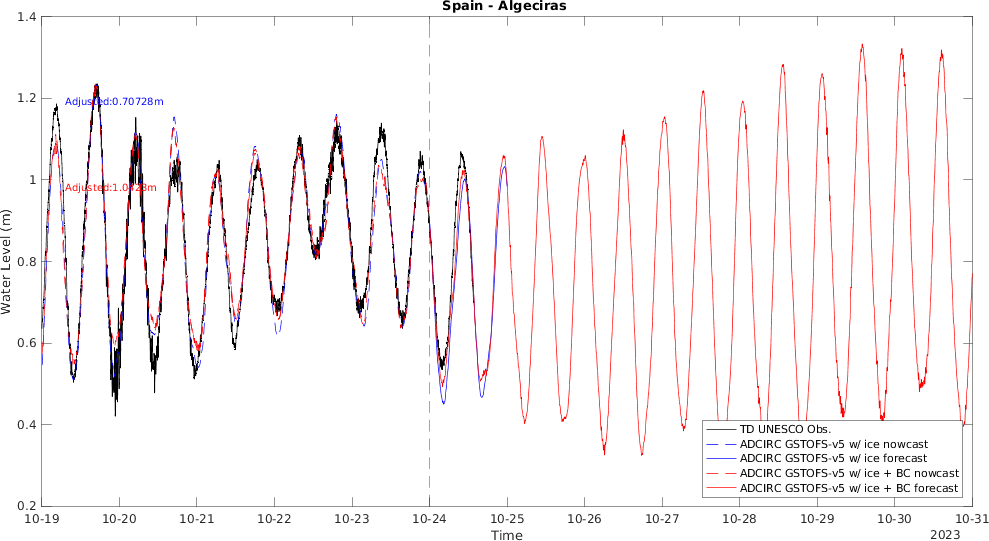 Spain - Algeciras
1.4
1.2
1
0.8
0.6
0.4
0.2
Water Level (m)
Adjusted:0.70728m
TD UNESCO Obs.
ADCIRC GSTOFS-v5 w/ ice nowcast
ADCIRC GSTOFS-v5 w/ ice forecast
ADCIRC GSTOFS-v5 w/ ice + BC nowcast
ADCIRC GSTOFS-v5 w/ ice + BC forecast
10-19 10-20 10-21 10-22 10-23 10-24 10-25 10-26 10-27 10-28 10-29 10-30 10-31
Time
2023